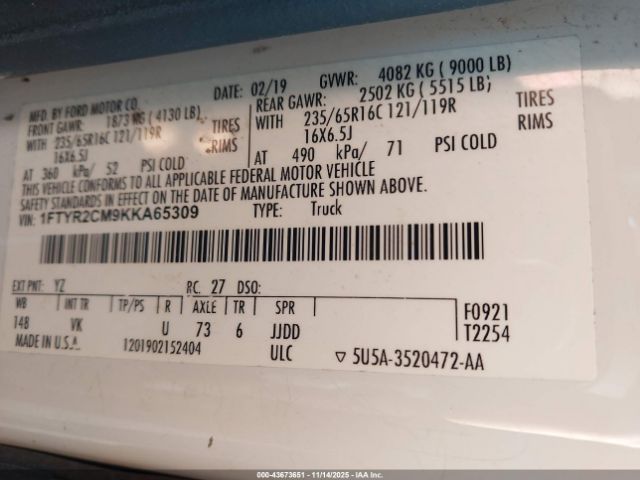 MFD. BY FORD MOTOR CO.
DATE: 02/19 GVWR: 4082 KG ( 9000 LB)
FRONT GAWR: 1873 KG ( 4130 LB)
REAR GAWR: 2502 KG ( 5515 LB)
WITH 235/65R16C 121/119R TIRES
16X6.5J RIMS
AT 360 kPa/ 52 PSI COLD
WITH 235/65R16C 121/119R TIRES
16X6.5J RIMS
AT 490 kPa/ 71 PSI COLD
THIS VEHICLE CONFORMS TO ALL APPLICABLE FEDERAL MOTOR VEHICLE
SAFETY STANDARDS IN EFFECT ON THE DATE OF MANUFACTURE SHOWN ABOVE.
VIN: 1FTYR2CM9KKA65309 TYPE: Truck
EXT PNT: YZ RC: 27 DSO:
WB INT TR TP/PS R AXLE TR SPR
148 VK U 73 6 JJDD
F0921
T2254
MADE IN U.S.A. 1201902152404 ULC ▽ 5U5A-3520472-AA
000-43673651 - 11/14/2025 - IAA Inc.